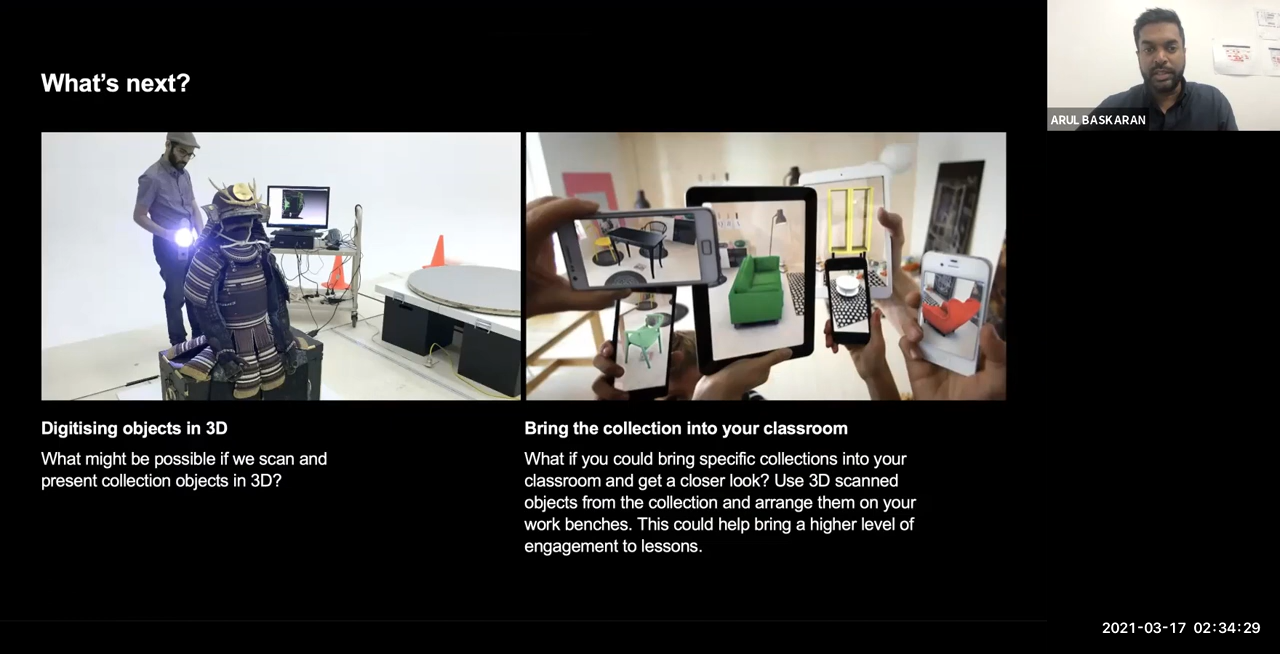 What's next?
ARUL BASKARAN
Digitising objects in 3D
What might be possible if we scan and
present collection objects in 3D?
Bring the collection into your classroom
What if you could bring specific collections into your
classroom and get a closer look? Use 3D scanned
objects from the collection and arrange them on your
work benches. This could help bring a higher level of
engagement to lessons.
2021-03-17 02:34:29